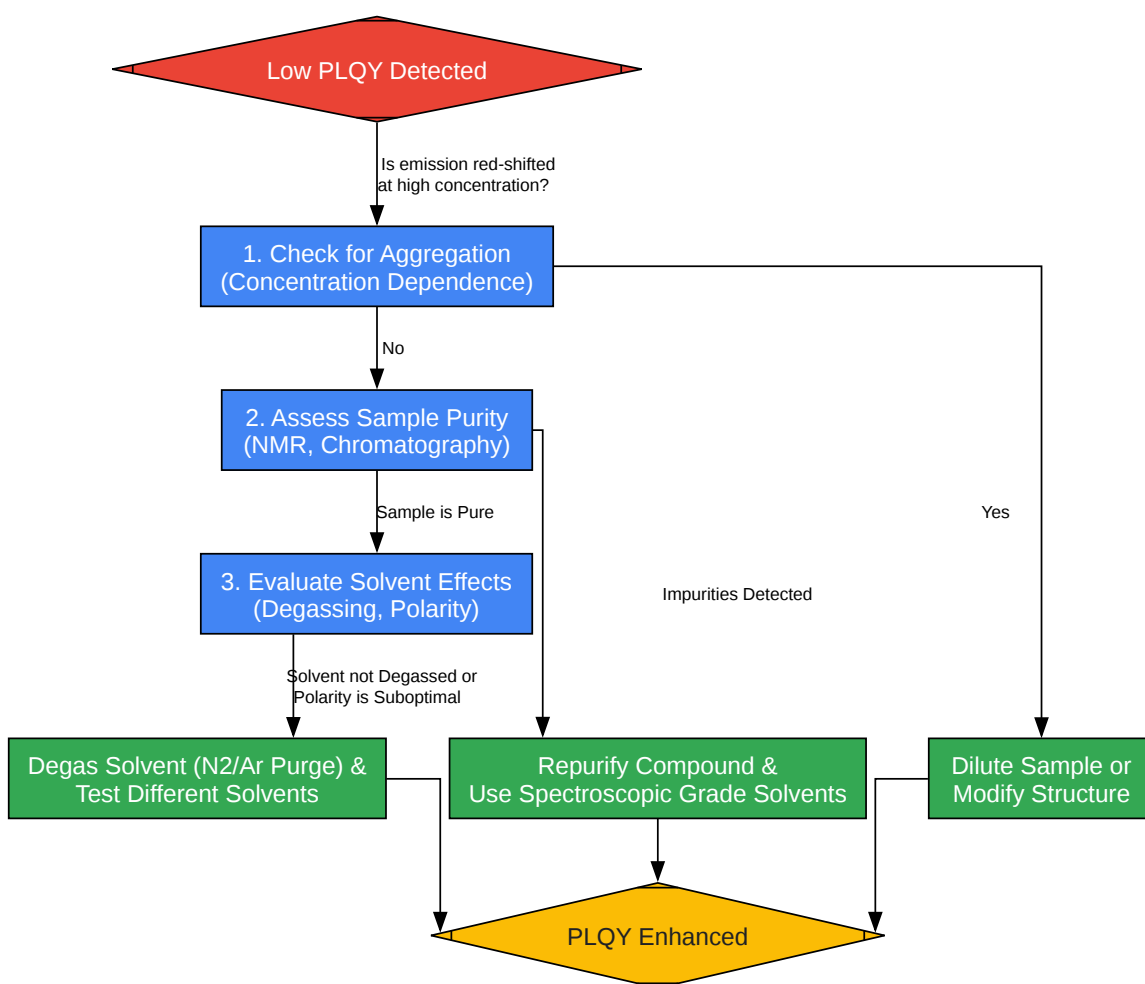 Low PLQY Detected
Is emission red-shifted
at high concentration?
1. Check for Aggregation
(Concentration Dependence)
No
2. Assess Sample Purity
(NMR, Chromatography)
Sample is Pure
Yes
3. Evaluate Solvent Effects
(Degassing, Polarity)
Impurities Detected
Solvent not Degassed or
Polarity is Suboptimal
Degas Solvent (N2/Ar Purge) &
Test Different Solvents
Repurify Compound &
Use Spectroscopic Grade Solvents
Dilute Sample or
Modify Structure
PLQY Enhanced